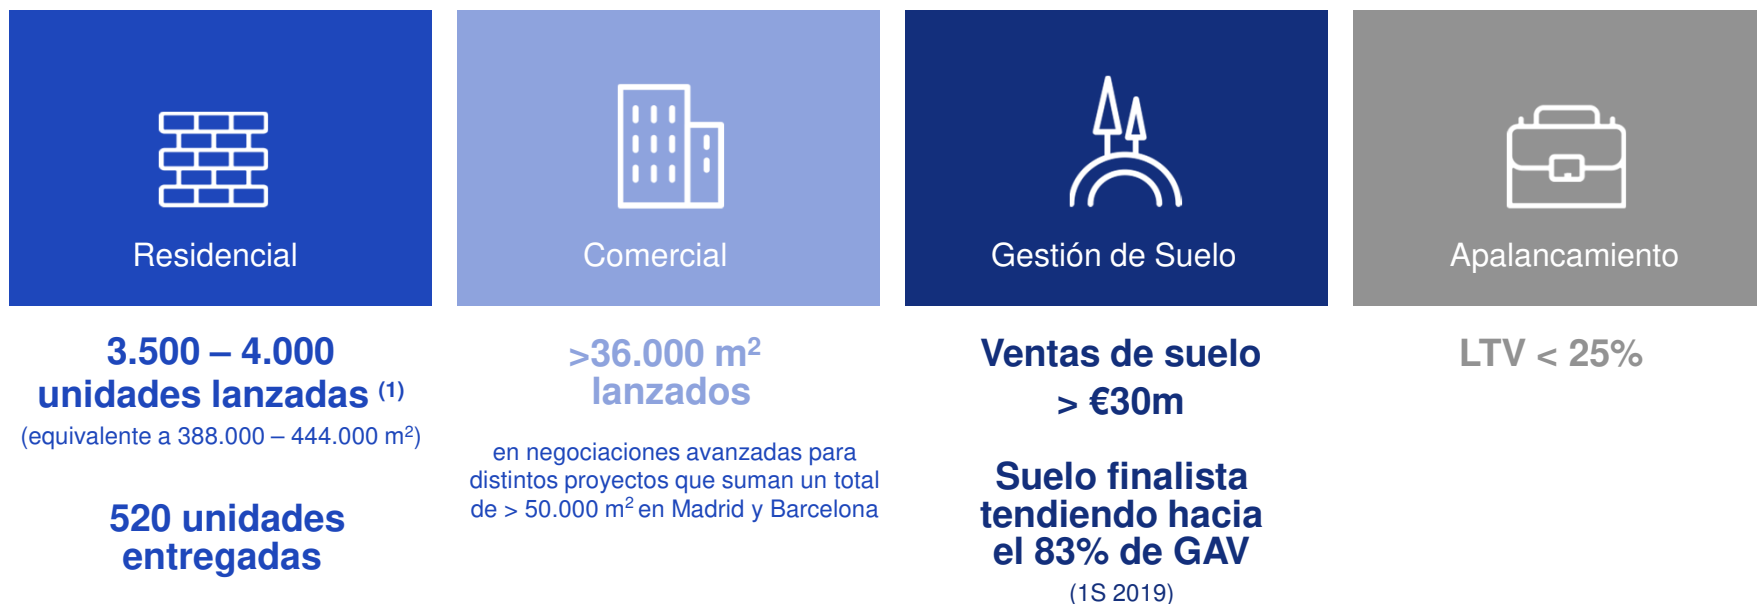 Residencial
3.500 – 4.000
unidades lanzadas (1)
(equivalente a 388.000 – 444.000 m²)
520 unidades
entregadas
Comercial
>36.000 m²
lanzados
en negociaciones avanzadas para
distintos proyectos que suman un total
de > 50.000 m² en Madrid y Barcelona
Gestión de Suelo
Ventas de suelo
> €30m
Suelo finalista
tendiendo hacia
el 83% de GAV
(1S 2019)
Apalancamiento
LTV < 25%